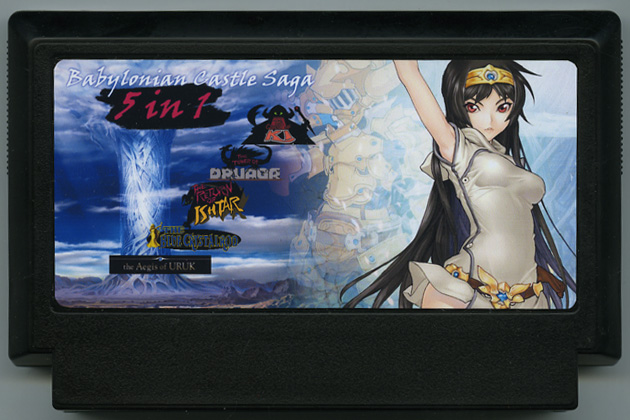 Babylonian Castle Saga
5 in 1
KI
The Tower of
DRUAGA
The RETURN of
ISHTAR
THE
BLUE CRYSTAL ROD
the Aegis of URUK